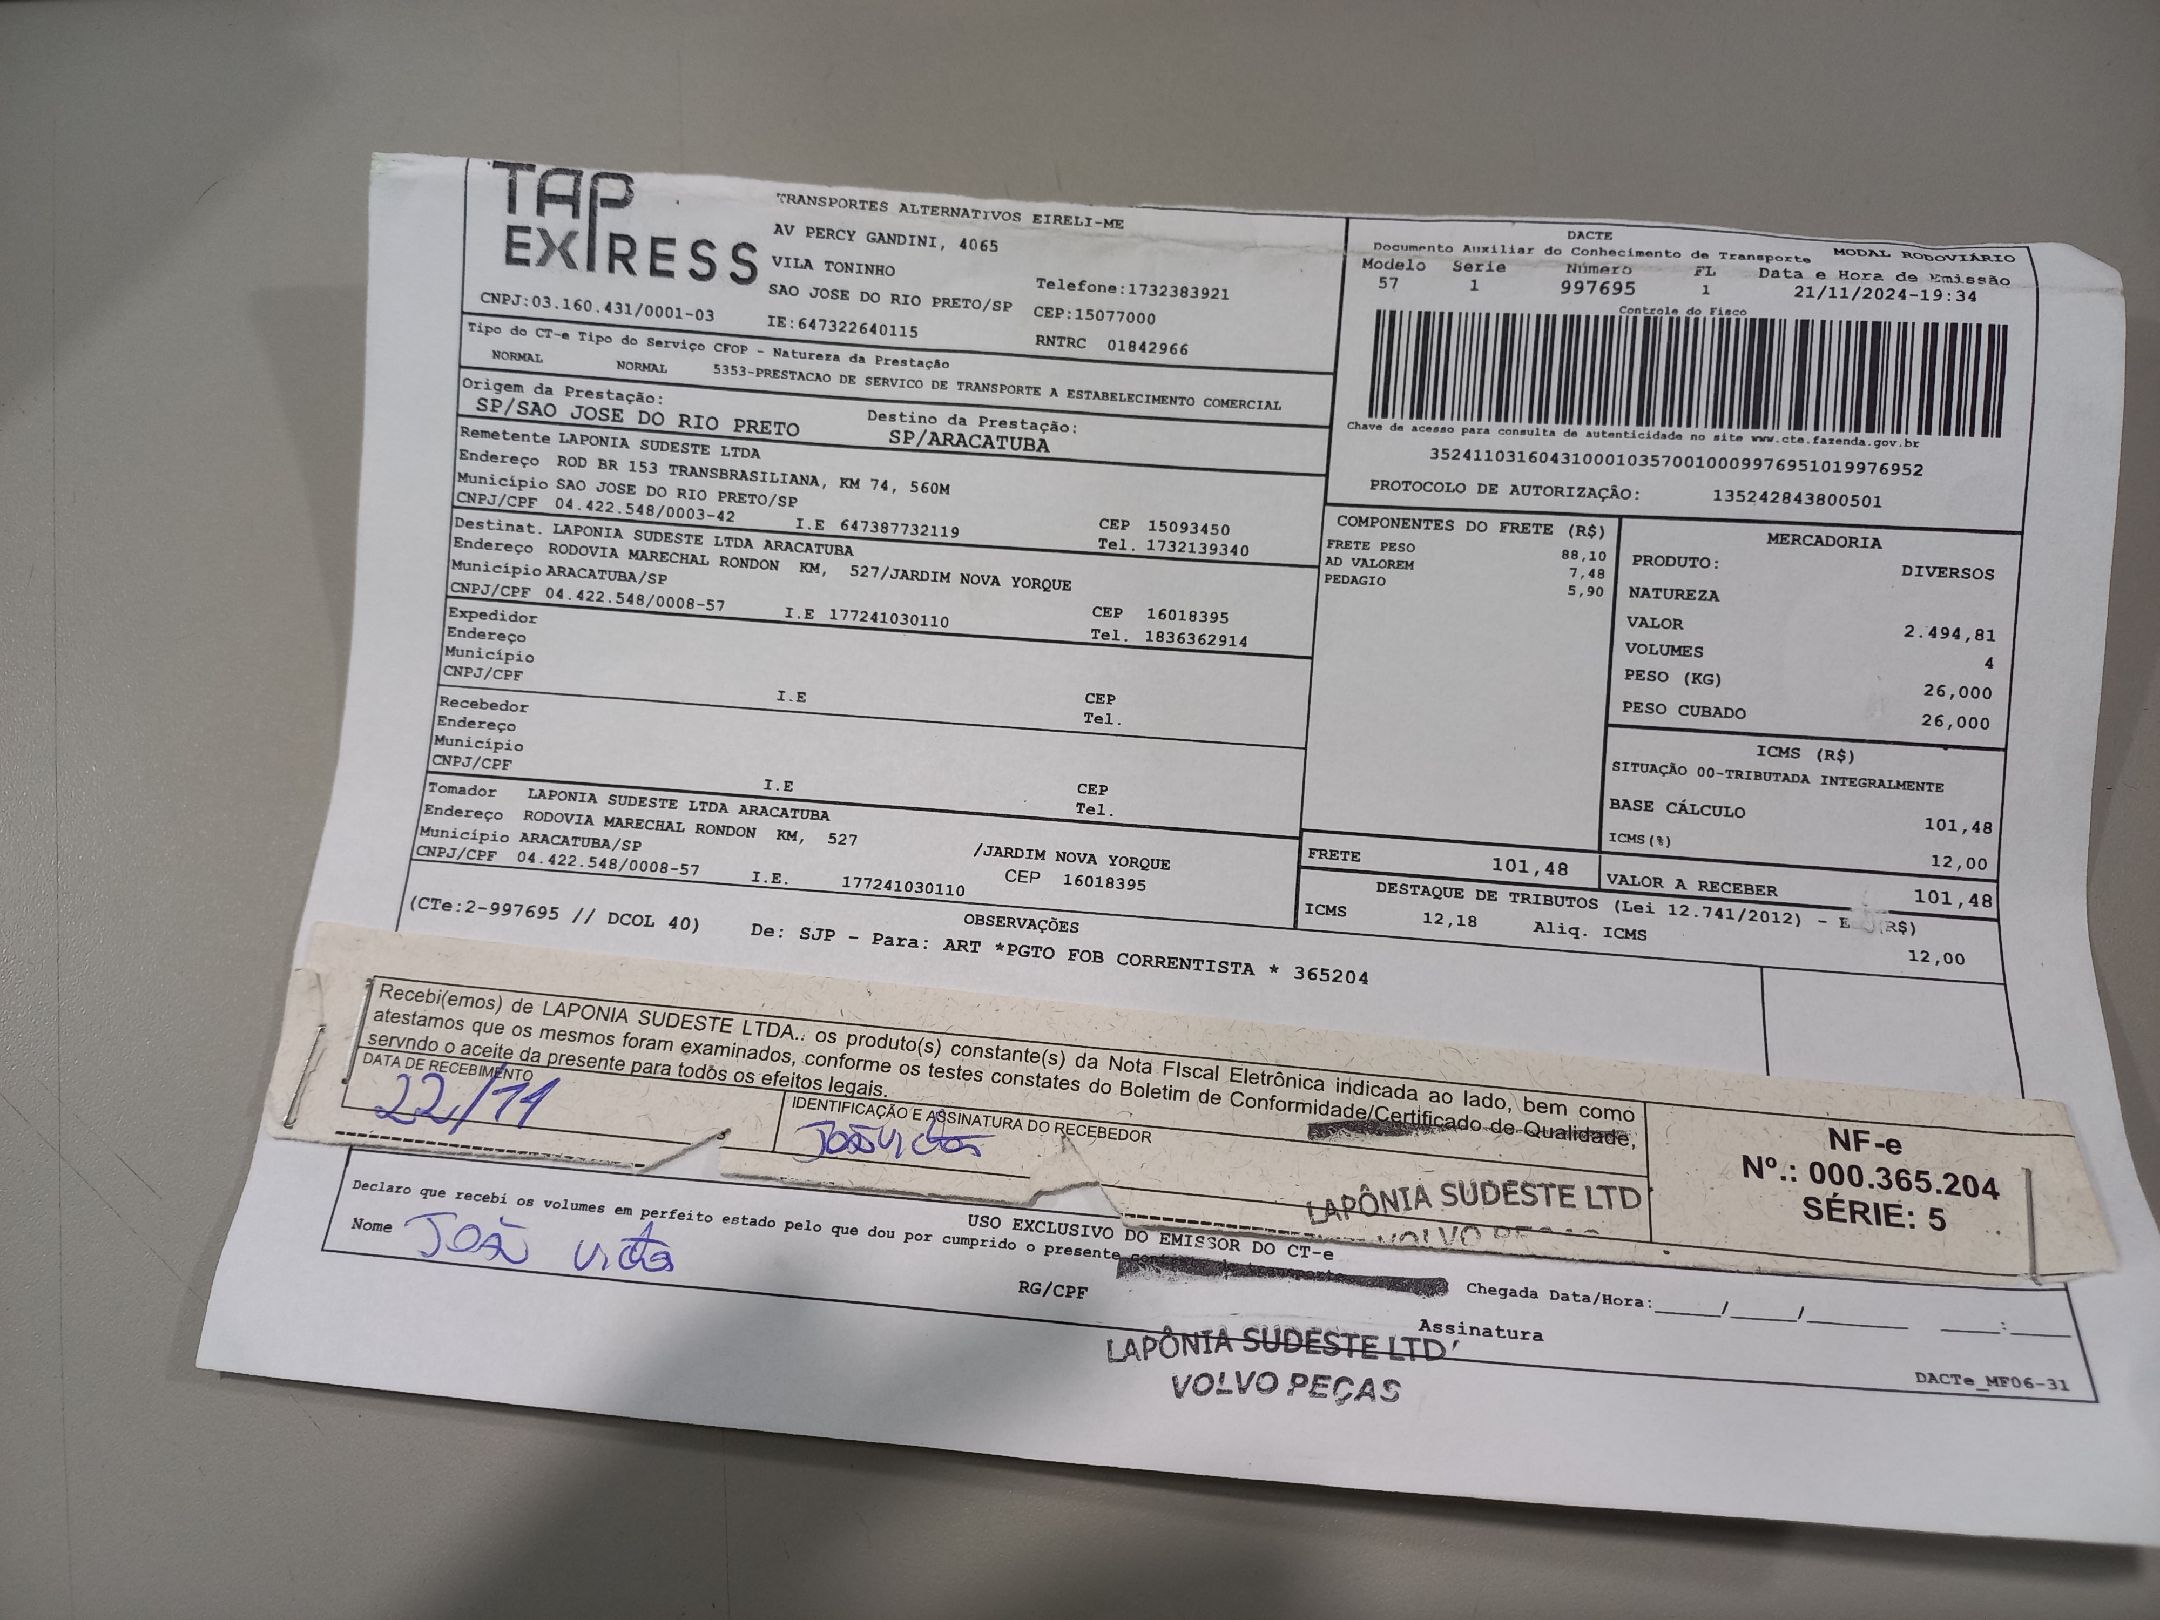 TAP
EXPRESS
CNPJ:03.160.431/0001-03
TRANSPORTES ALTERNATIVOS EIRELI-ME
AV PERCY GANDINI, 4065
VILA TONINHO
SAO JOSE DO RIO PRETO/SP
IE:647322640115
Telefone:1732383921
CEP:15077000
RNTRC 01842966
DACTE
Documento Auxiliar do Conhecimento de Transporte MODAL RODOVIÁRIO
Modelo Serie Número FL Data e Hora de Emissão
57 1 997695 1 21/11/2024-19:34
Controle do Fisco
Chave de acesso para consulta de autenticidade no site www.cte.fazenda.gov.br
35241103160431000103570010009976951019976952
PROTOCOLO DE AUTORIZAÇÃO: 135242843800501
Tipo do CT-e Tipo do Serviço CFOP - Natureza da Prestação
NORMAL NORMAL 5353-PRESTACAO DE SERVICO DE TRANSPORTE A ESTABELECIMENTO COMERCIAL
Origem da Prestação: Destino da Prestação:
SP/SAO JOSE DO RIO PRETO SP/ARACATUBA
Remetente LAPONIA SUDESTE LTDA
Endereço ROD BR 153 TRANSBRASILIANA, KM 74, 560M
Município SAO JOSE DO RIO PRETO/SP CEP 15093450
CNPJ/CPF 04.422.548/0003-42 I.E 647387732119 Tel. 1732139340
Destinat. LAPONIA SUDESTE LTDA ARACATUBA
Endereço RODOVIA MARECHAL RONDON KM, 527/JARDIM NOVA YORQUE
Município ARACATUBA/SP CEP 16018395
CNPJ/CPF 04.422.548/0008-57 I.E 177241030110 Tel. 1836362914
Expedidor
Endereço
Município CEP
CNPJ/CPF I.E Tel.
Recebedor
Endereço
Município CEP
CNPJ/CPF I.E Tel.
Tomador LAPONIA SUDESTE LTDA ARACATUBA
Endereço RODOVIA MARECHAL RONDON KM, 527 /JARDIM NOVA YORQUE
Município ARACATUBA/SP CEP 16018395
CNPJ/CPF 04.422.548/0008-57 I.E. 177241030110
COMPONENTES DO FRETE (R$)
FRETE PESO 88,10
AD VALOREM 7,48
PEDAGIO 5,90
MERCADORIA
PRODUTO: DIVERSOS
NATUREZA
VALOR 2.494,81
VOLUMES 4
PESO (KG) 26,000
PESO CUBADO 26,000
ICMS (R$)
SITUAÇÃO 00-TRIBUTADA INTEGRALMENTE
BASE CÁLCULO 101,48
ICMS(%) 12,00
FRETE 101,48 VALOR A RECEBER 101,48
DESTAQUE DE TRIBUTOS (Lei 12.741/2012) - (R$)
ICMS 12,18 Aliq. ICMS 12,00
OBSERVAÇÕES
(CTe:2-997695 // DCOL 40) De: SJP - Para: ART *PGTO FOB CORRENTISTA * 365204
Recebi(emos) de LAPONIA SUDESTE LTDA.. os produto(s) constante(s) da Nota FIscal Eletrônica indicada ao lado, bem como
atestamos que os mesmos foram examinados, conforme os testes constates do Boletim de Conformidade/Certificado de Qualidade,
servndo o aceite da presente para todos os efeitos legais.
DATA DE RECEBIMENTO IDENTIFICAÇÃO E ASSINATURA DO RECEBEDOR
22/11 João Victor
NF-e
Nº.: 000.365.204
SÉRIE: 5
LAPÔNIA SUDESTE LTD
VOLVO PE
USO EXCLUSIVO DO EMISSOR DO CT-e
Declaro que recebi os volumes em perfeito estado pelo que dou por cumprido o presente
Nome João Victor RG/CPF Chegada Data/Hora: / / :
Assinatura
LAPÔNIA SUDESTE LTD
VOLVO PEÇAS
DACTe_MF06-31